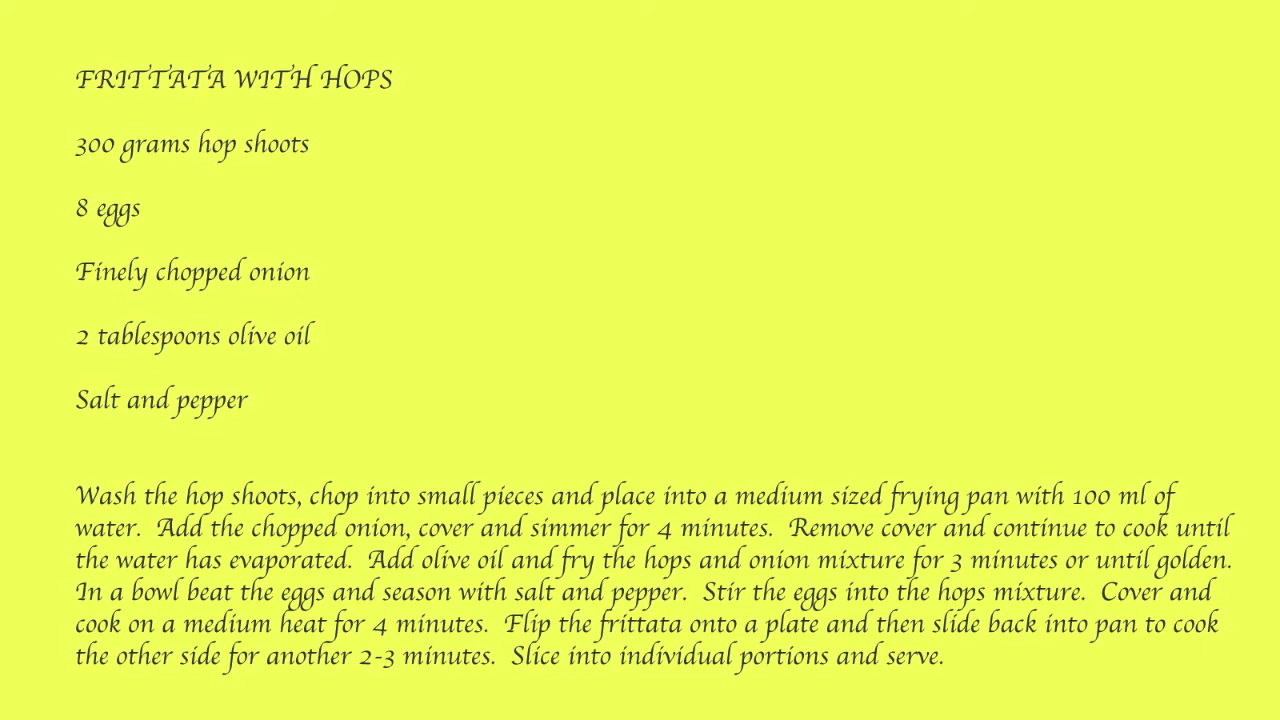 FRITTATA WITH HOPS
300 grams hop shoots
8 eggs
Finely chopped onion
2 tablespoons olive oil
Salt and pepper
Wash the hop shoots, chop into small pieces and place into a medium sized frying pan with 100 ml of
water.  Add the chopped onion, cover and simmer for 4 minutes.  Remove cover and continue to cook until
the water has evaporated.  Add olive oil and fry the hops and onion mixture for 3 minutes or until golden.
In a bowl beat the eggs and season with salt and pepper.  Stir the eggs into the hops mixture.  Cover and
cook on a medium heat for 4 minutes.  Flip the frittata onto a plate and then slide back into pan to cook
the other side for another 2-3 minutes.  Slice into individual portions and serve.